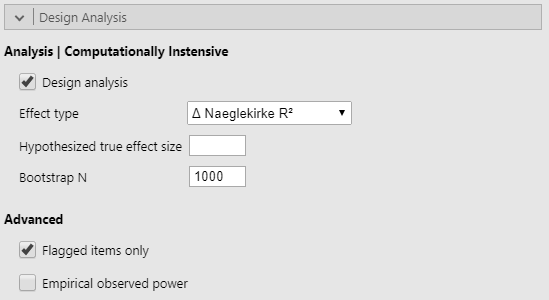 Design Analysis
Analysis | Computationally Instensive
Design analysis
Effect type Δ Naeglekirke R²
Hypothesized true effect size
Bootstrap N 1000
Advanced
Flagged items only
Empirical observed power